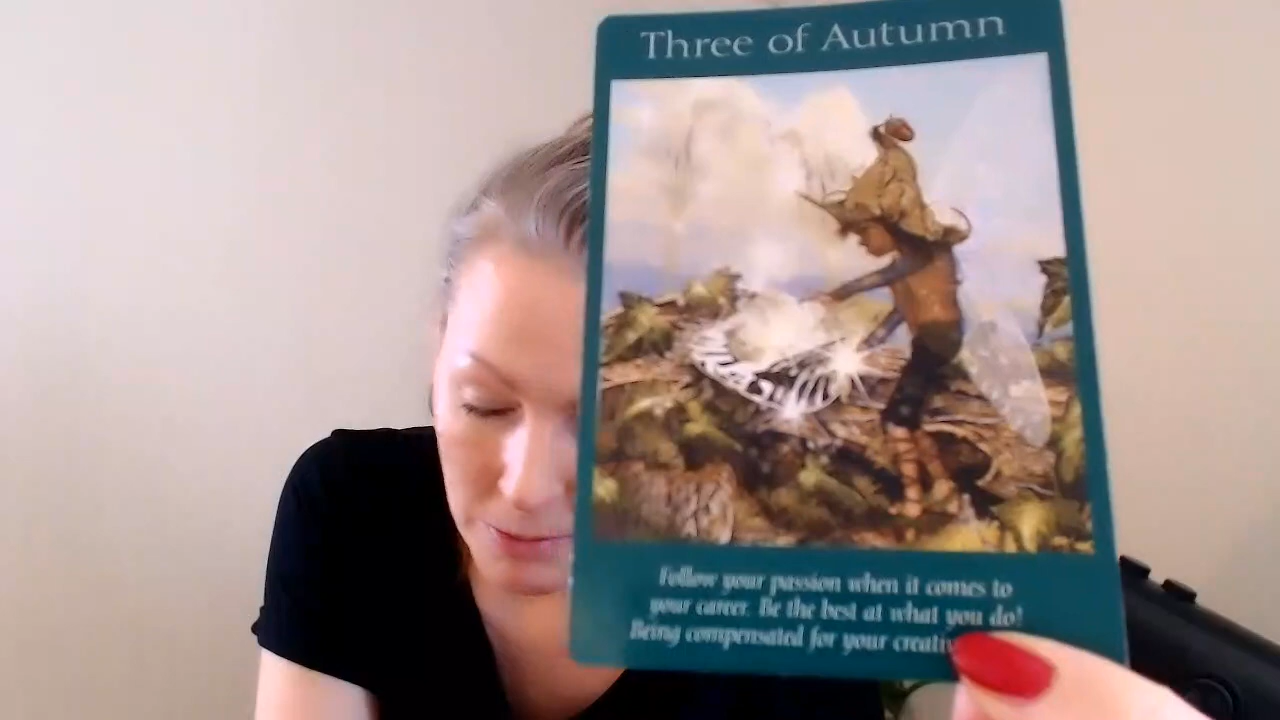 Three of Autumn
Follow your passion when it comes to
your career. Be the best at what you do!
Being compensated for your